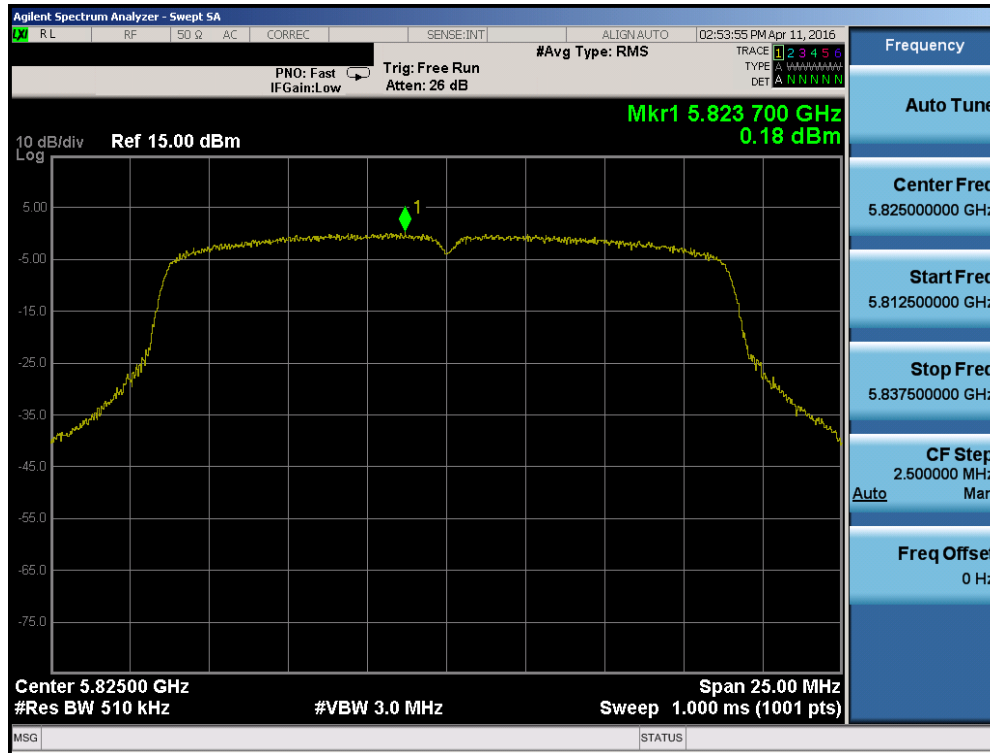 Agilent Spectrum Analyzer - Swept SA
LXI RL RF 50 Ω AC CORREC SENSE:INT ALIGN AUTO 02:53:55 PM Apr 11, 2016
#Avg Type: RMS TRACE 1 2 3 4 5 6
PNO: Fast Trig: Free Run TYPE A WWWWW
IFGain:Low Atten: 26 dB DET A N N N N N
Mkr1 5.823 700 GHz
0.18 dBm
10 dB/div Ref 15.00 dBm
Log
1
5.00
-5.00
-15.0
-25.0
-35.0
-45.0
-55.0
-65.0
-75.0
Center 5.82500 GHz Span 25.00 MHz
#Res BW 510 kHz #VBW 3.0 MHz Sweep 1.000 ms (1001 pts)
MSG STATUS
Frequency
Auto Tune
Center Freq
5.825000000 GHz
Start Freq
5.812500000 GHz
Stop Freq
5.837500000 GHz
CF Step
2.500000 MHz
Auto Man
Freq Offset
0 Hz